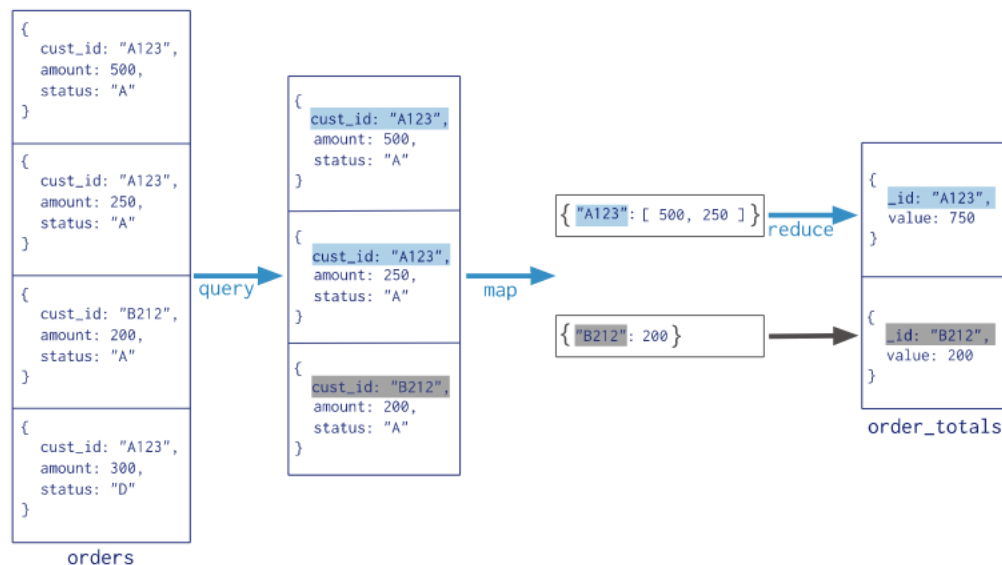 {
cust_id: "A123",
amount: 500,
status: "A"
}
{
cust_id: "A123",
amount: 250,
status: "A"
}
{
cust_id: "B212",
amount: 200,
status: "A"
}
{
cust_id: "A123",
amount: 300,
status: "D"
}
orders
query
{
cust_id: "A123",
amount: 500,
status: "A"
}
{
cust_id: "A123",
amount: 250,
status: "A"
}
{
cust_id: "B212",
amount: 200,
status: "A"
}
map
{ "A123": [ 500, 250 ] }
reduce
{ "B212": 200 }
{
_id: "A123",
value: 750
}
{
_id: "B212",
value: 200
}
order_totals